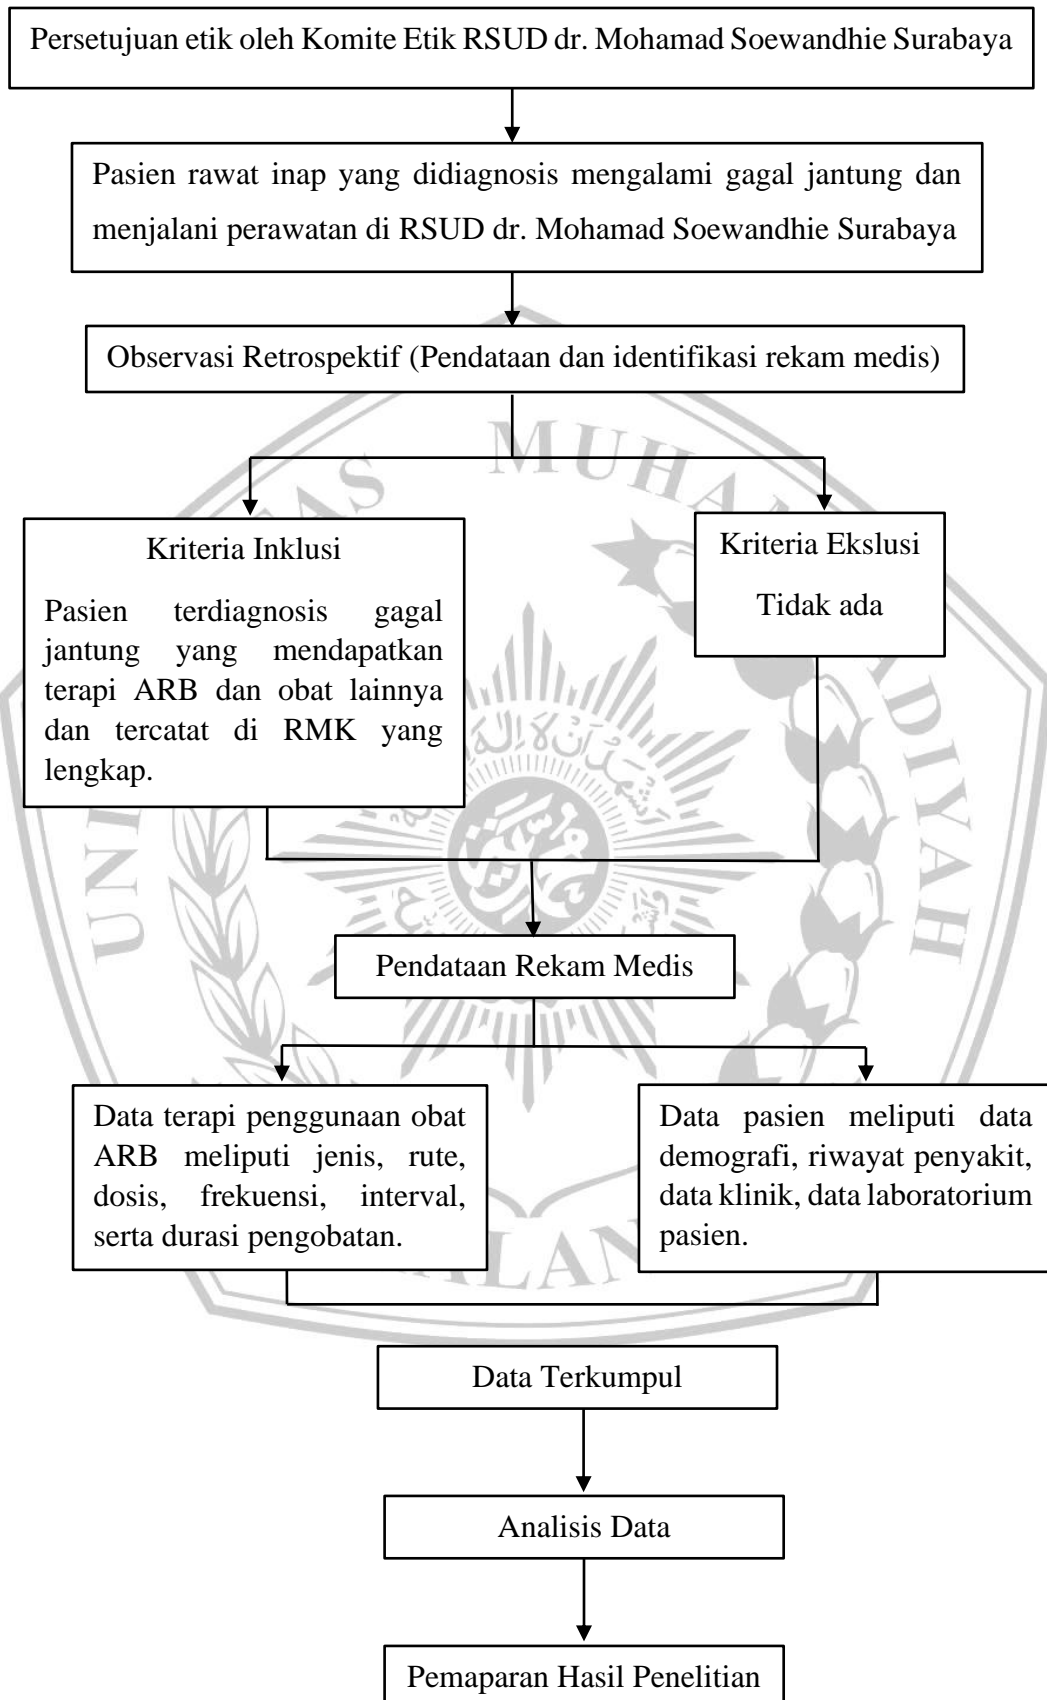 Persetujuan etik oleh Komite Etik RSUD dr. Mohamad Soewandhie Surabaya
Pasien rawat inap yang didiagnosis mengalami gagal jantung dan
menjalani perawatan di RSUD dr. Mohamad Soewandhie Surabaya
Observasi Retrospektif (Pendataan dan identifikasi rekam medis)
Kriteria Inklusi
Pasien terdiagnosis gagal
jantung yang mendapatkan
terapi ARB dan obat lainnya
dan tercatat di RMK yang
lengkap.
Kriteria Ekslusi
Tidak ada
Pendataan Rekam Medis
Data terapi penggunaan obat
ARB meliputi jenis, rute,
dosis, frekuensi, interval,
serta durasi pengobatan.
Data pasien meliputi data
demografi, riwayat penyakit,
data klinik, data laboratorium
pasien.
Data Terkumpul
Analisis Data
Pemaparan Hasil Penelitian